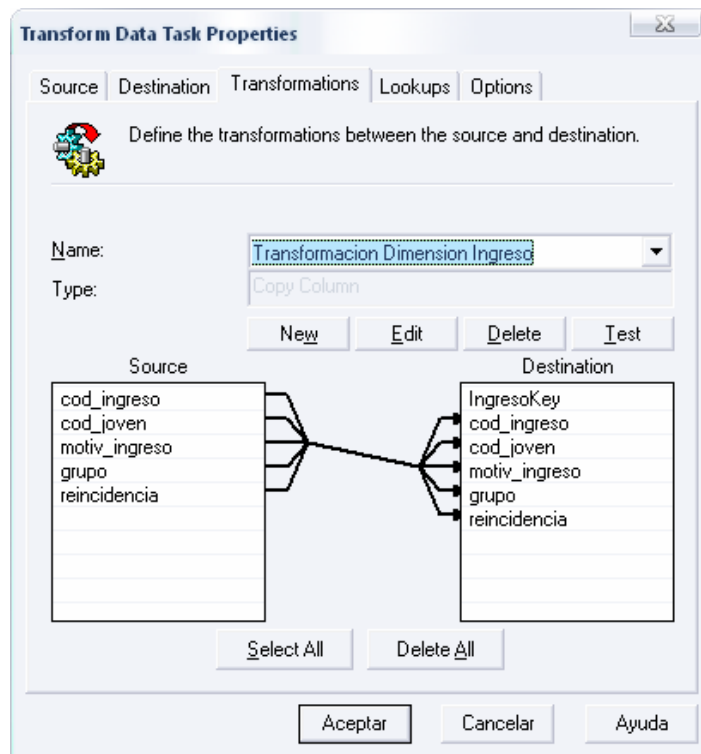 Transform Data Task Properties
Source Destination Transformations Lookups Options
Define the transformations between the source and destination.
Name: Transformacion Dimension Ingreso
Type: Copy Column
New Edit Delete Test
Source Destination
cod_ingreso IngresoKey
cod_joven cod_ingreso
motiv_ingreso cod_joven
grupo motiv_ingreso
reincidencia grupo
reincidencia
Select All Delete All
Aceptar Cancelar Ayuda